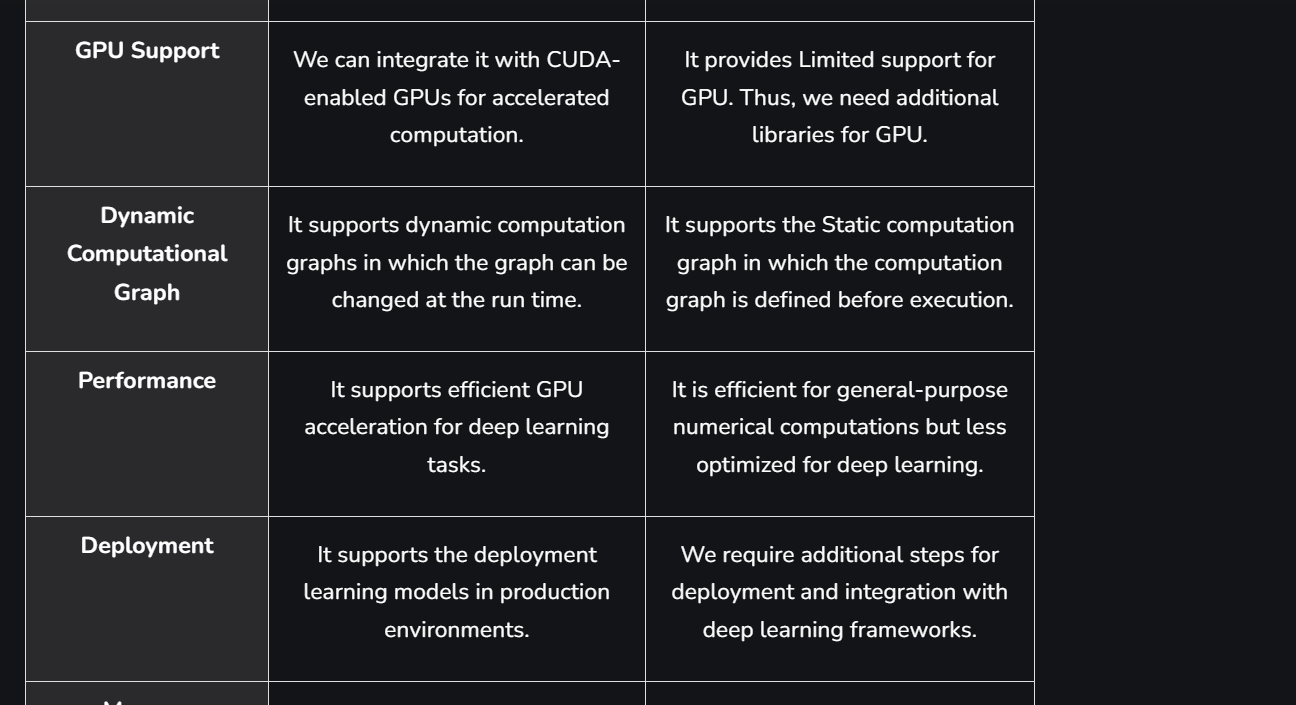 GPU Support
We can integrate it with CUDA-
enabled GPUs for accelerated
computation.
It provides Limited support for
GPU. Thus, we need additional
libraries for GPU.
Dynamic
Computational
Graph
It supports dynamic computation
graphs in which the graph can be
changed at the run time.
It supports the Static computation
graph in which the computation
graph is defined before execution.
Performance
It supports efficient GPU
acceleration for deep learning
tasks.
It is efficient for general-purpose
numerical computations but less
optimized for deep learning.
Deployment
It supports the deployment
learning models in production
environments.
We require additional steps for
deployment and integration with
deep learning frameworks.